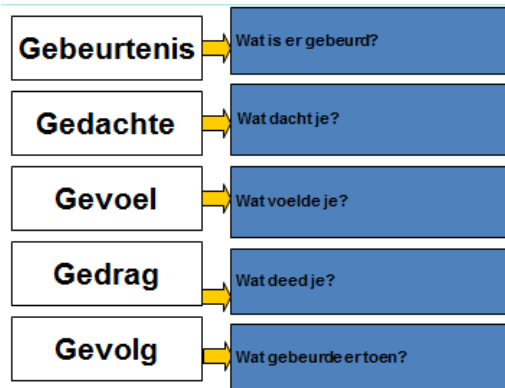 Gebeurtenis
Wat is er gebeurd?
Gedachte
Wat dacht je?
Gevoel
Wat voelde je?
Gedrag
Wat deed je?
Gevolg
Wat gebeurde er toen?